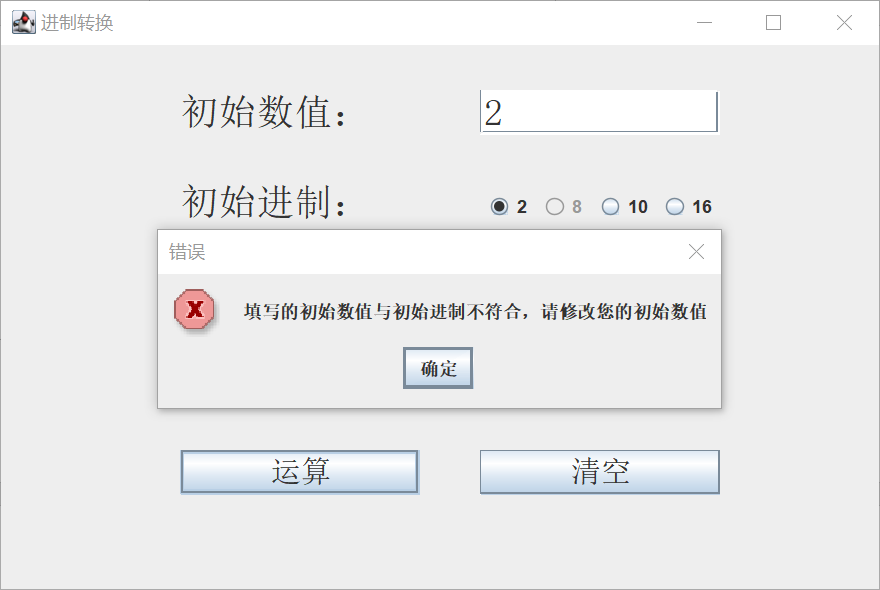 进制转换
初始数值：
2
初始进制：
2 8 10 16
错误
填写的初始数值与初始进制不符合，请修改您的初始数值
确定
运算 清空